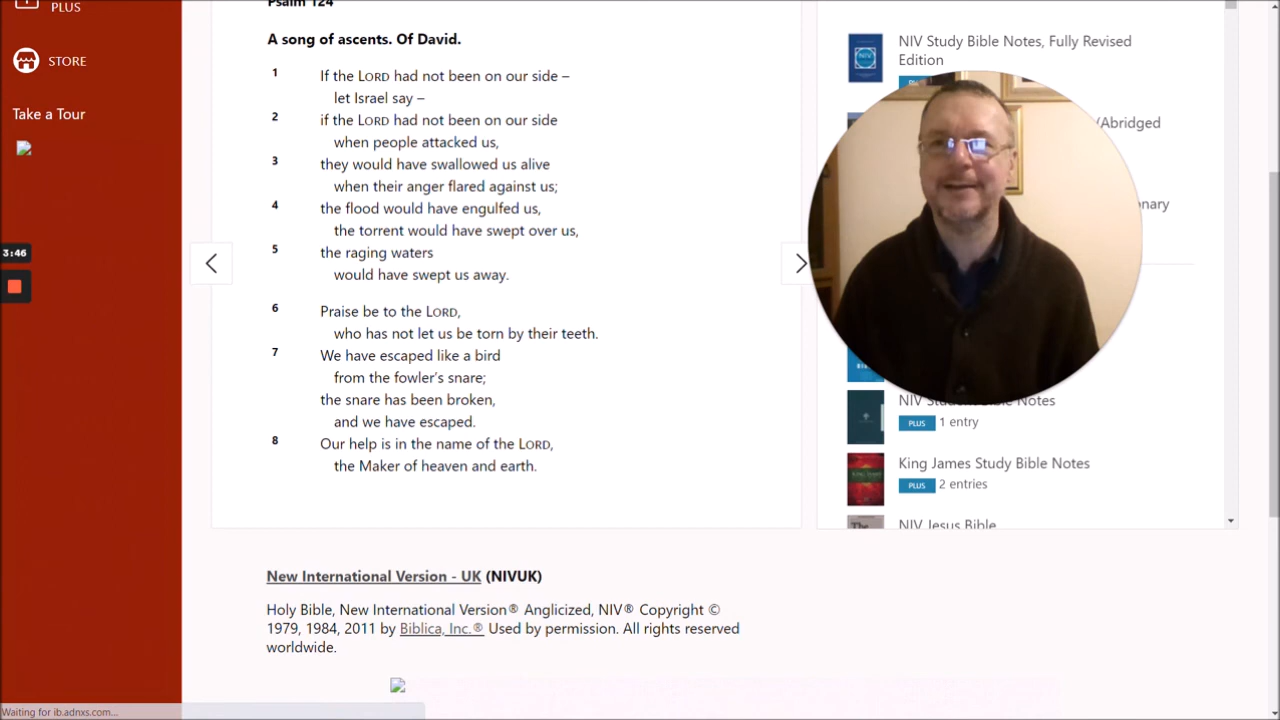 PLUS
STORE
Take a Tour
3:46
Psalm 124
A song of ascents. Of David.
1 If the LORD had not been on our side –
let Israel say –
2 if the LORD had not been on our side
when people attacked us,
3 they would have swallowed us alive
when their anger flared against us;
4 the flood would have engulfed us,
the torrent would have swept over us,
5 the raging waters
would have swept us away.
6 Praise be to the LORD,
who has not let us be torn by their teeth.
7 We have escaped like a bird
from the fowler’s snare;
the snare has been broken,
and we have escaped.
8 Our help is in the name of the LORD,
the Maker of heaven and earth.
New International Version - UK (NIVUK)
Holy Bible, New International Version® Anglicized, NIV® Copyright ©
1979, 1984, 2011 by Biblica, Inc.® Used by permission. All rights reserved
worldwide.
NIV Study Bible Notes, Fully Revised
Edition
(Abridged
NIV Student Bible Notes
PLUS 1 entry
King James Study Bible Notes
PLUS 2 entries
The
NIV Jesus Bible
Waiting for ib.adnxs.com...